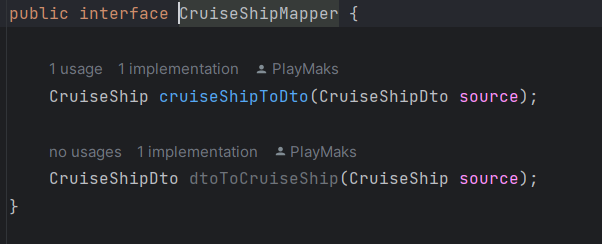 public interface CruiseShipMapper {
1 usage 1 implementation PlayMaks
CruiseShip cruiseShipToDto(CruiseShipDto source);
no usages 1 implementation PlayMaks
CruiseShipDto dtoToCruiseShip(CruiseShip source);
}